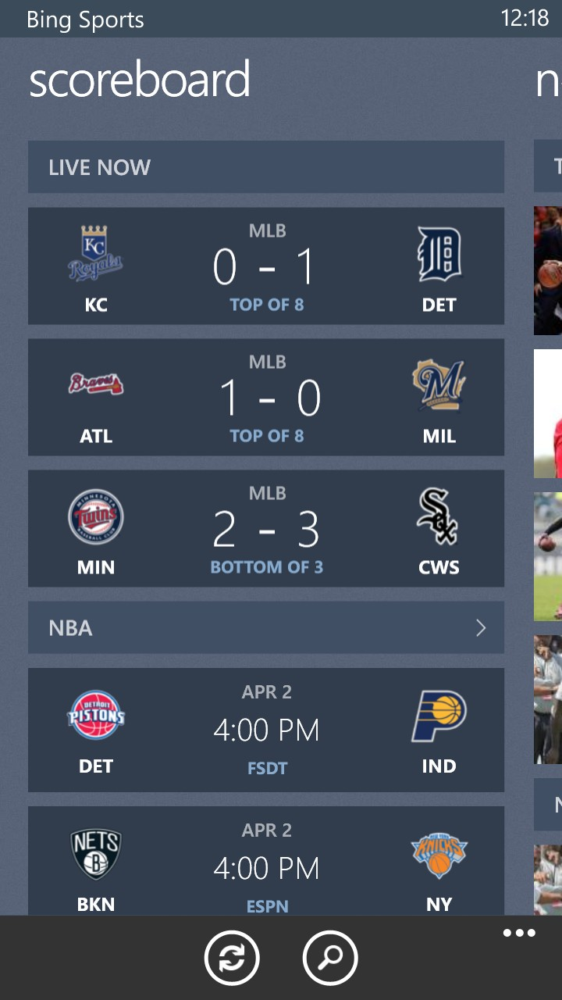 Bing Sports
12:18
scoreboard
n
LIVE NOW
T
MLB
KC
Royals
0 - 1
KC
TOP OF 8
DET
MLB
Braves
1 - 0
ATL
TOP OF 8
MIL
MLB
MINNESOTA
Twins
BASEBALL CLUB
2 - 3
Sox
MIN
BOTTOM OF 3
CWS
NBA
APR 2
DETROIT
PISTONS
4:00 PM
DET
FSDT
IND
N
APR 2
NETS
B
NEW YORK
KNICKS
4:00 PM
BKN
ESPN
NY